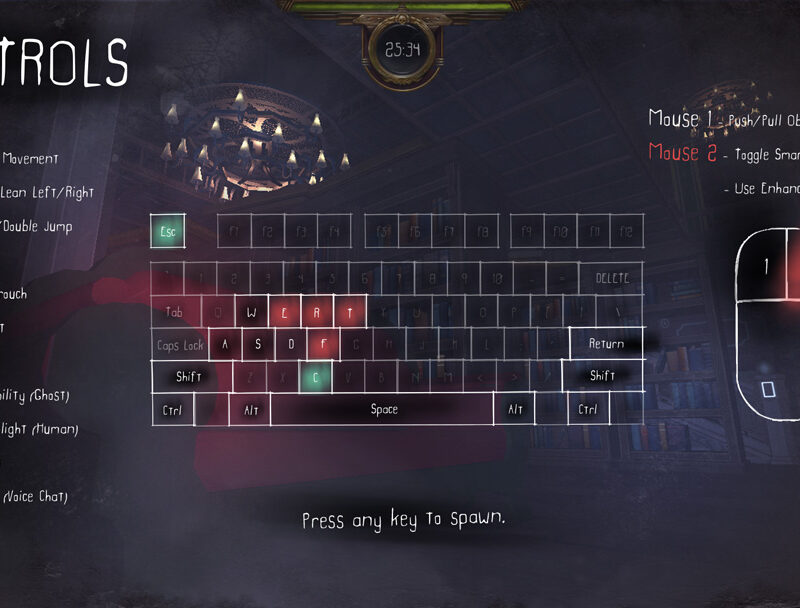 25:34
TROLS
Movement
Lean Left/Right
/Double Jump
rouch
T
ility (Ghost)
light (Human)
(Voice Chat)
Mouse 1 - Push/Pull Ob
Mouse 2 - Toggle Smar
- Use Enhanc
1
Esc F1 F2 F3 F4 F5 F6 F7 F8 F9 F10 F11 F12
` 1 2 3 4 5 6 7 8 9 10 - = DELETE
Tab Q W E R T Y U I O P [ ] \
Caps Lock A S D F G H J K L ; ' Return
Shift Z X C V B N M < > Shift
Ctrl Alt Space Alt Ctrl
Press any key to spawn.